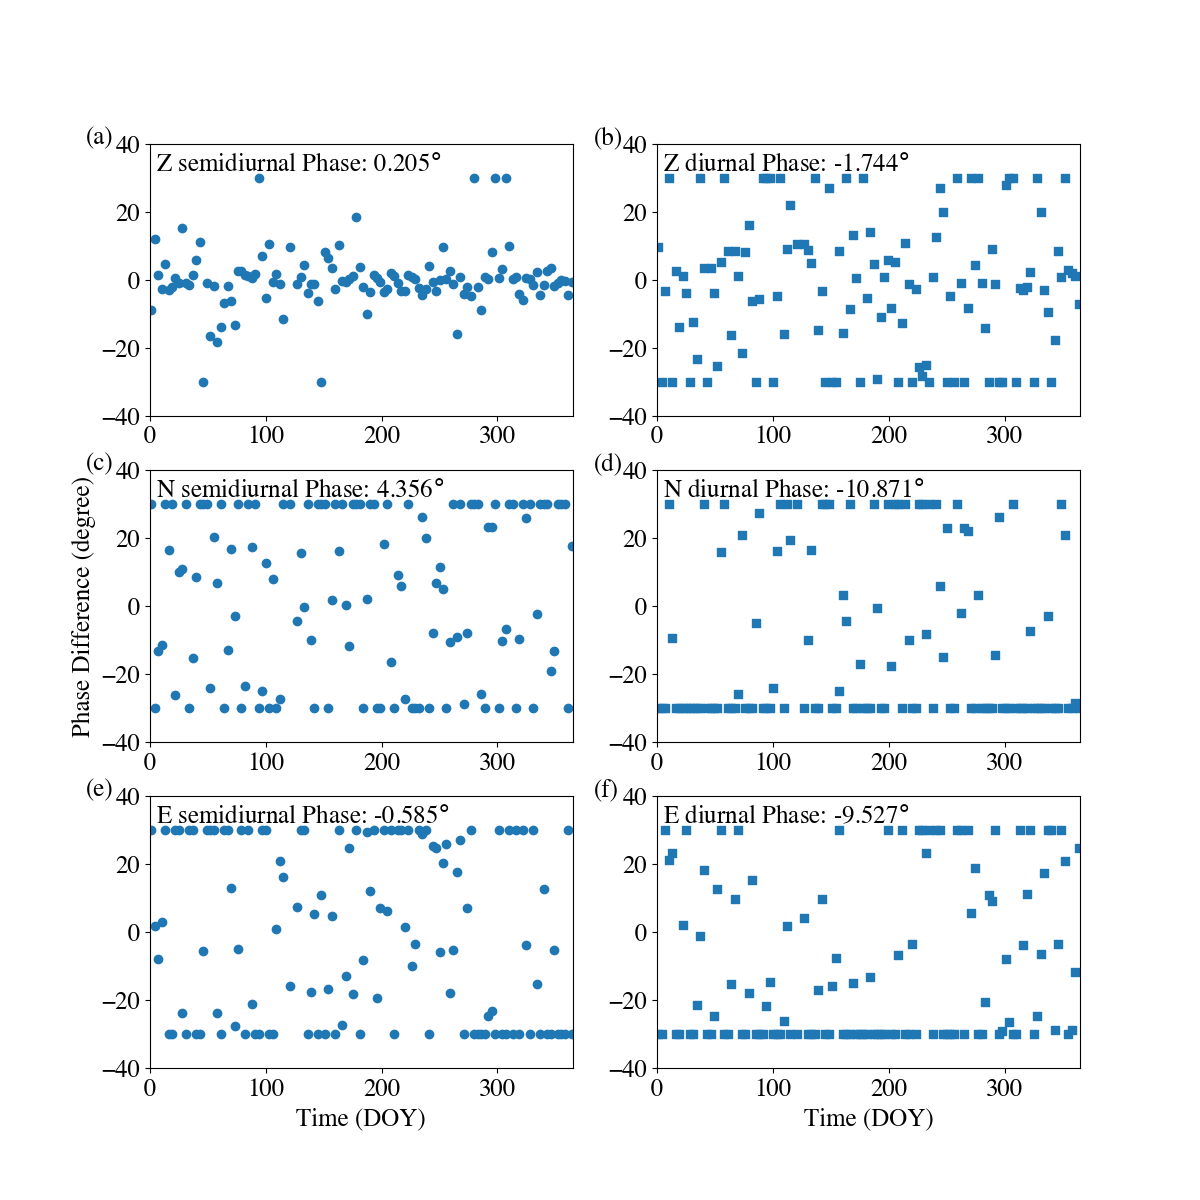 (a)
Z semidiurnal Phase: 0.205°
40
20
0
−20
−40
0 100 200 300
(b)
Z diurnal Phase: -1.744°
40
20
0
−20
−40
0 100 200 300
Phase Difference (degree)
(c)
N semidiurnal Phase: 4.356°
40
20
0
−20
−40
0 100 200 300
(d)
N diurnal Phase: -10.871°
40
20
0
−20
−40
0 100 200 300
(e)
E semidiurnal Phase: -0.585°
40
20
0
−20
−40
0 100 200 300
Time (DOY)
(f)
E diurnal Phase: -9.527°
40
20
0
−20
−40
0 100 200 300
Time (DOY)